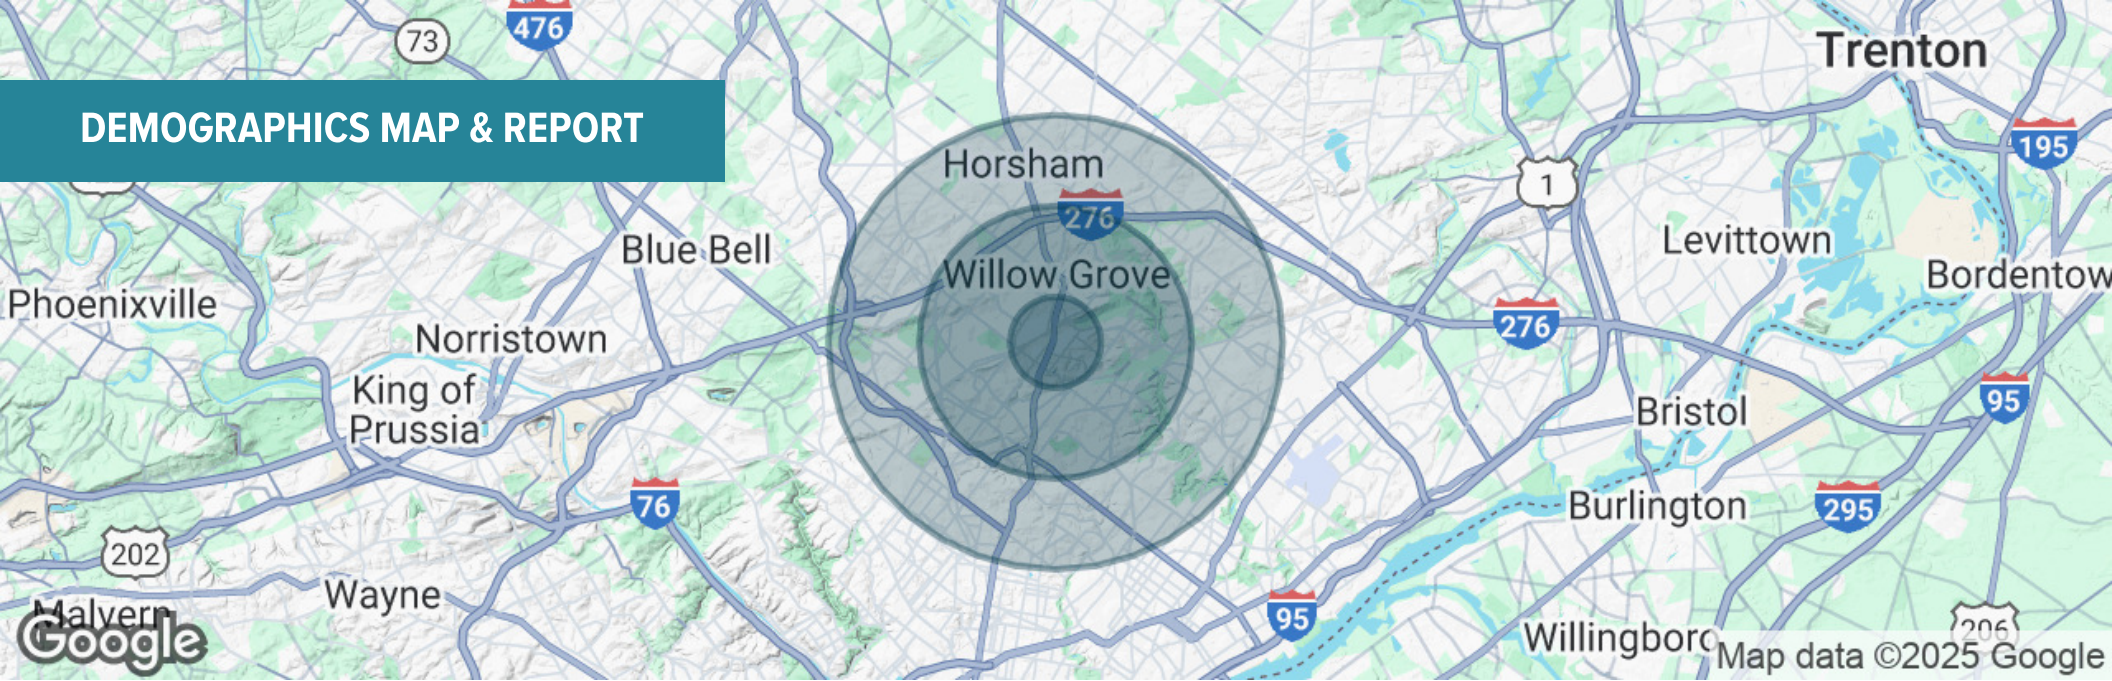 476
73
Trenton
DEMOGRAPHICS MAP & REPORT
195
Horsham
1
276
Blue Bell
Levittown
Willow Grove
Bordentow
Phoenixville
276
Norristown
King of
Prussia
95
Bristol
76
Burlington
295
202
Wayne
95
Malvern
206
Willingboro
Google
Map data ©2025 Google